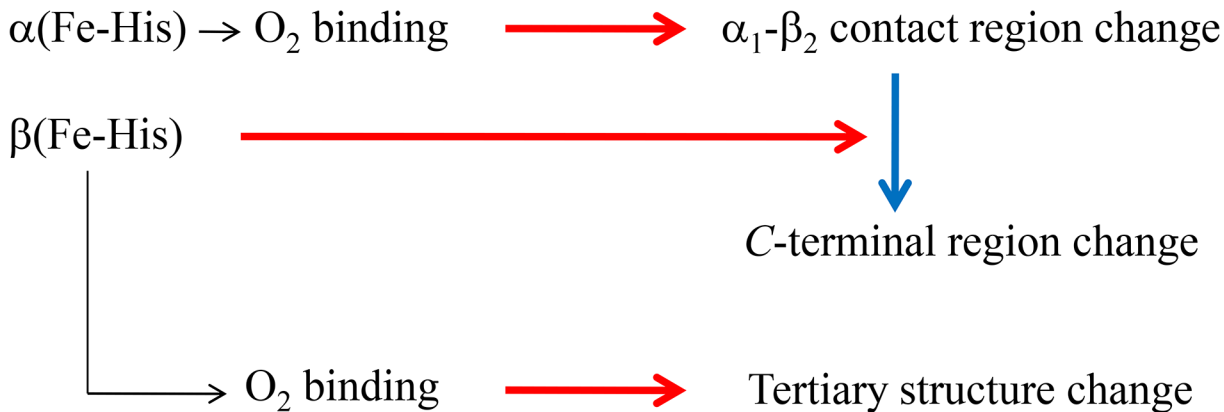 α(Fe-His) → O₂ binding → α₁-β₂ contact region change
β(Fe-His)
C-terminal region change
O₂ binding → Tertiary structure change